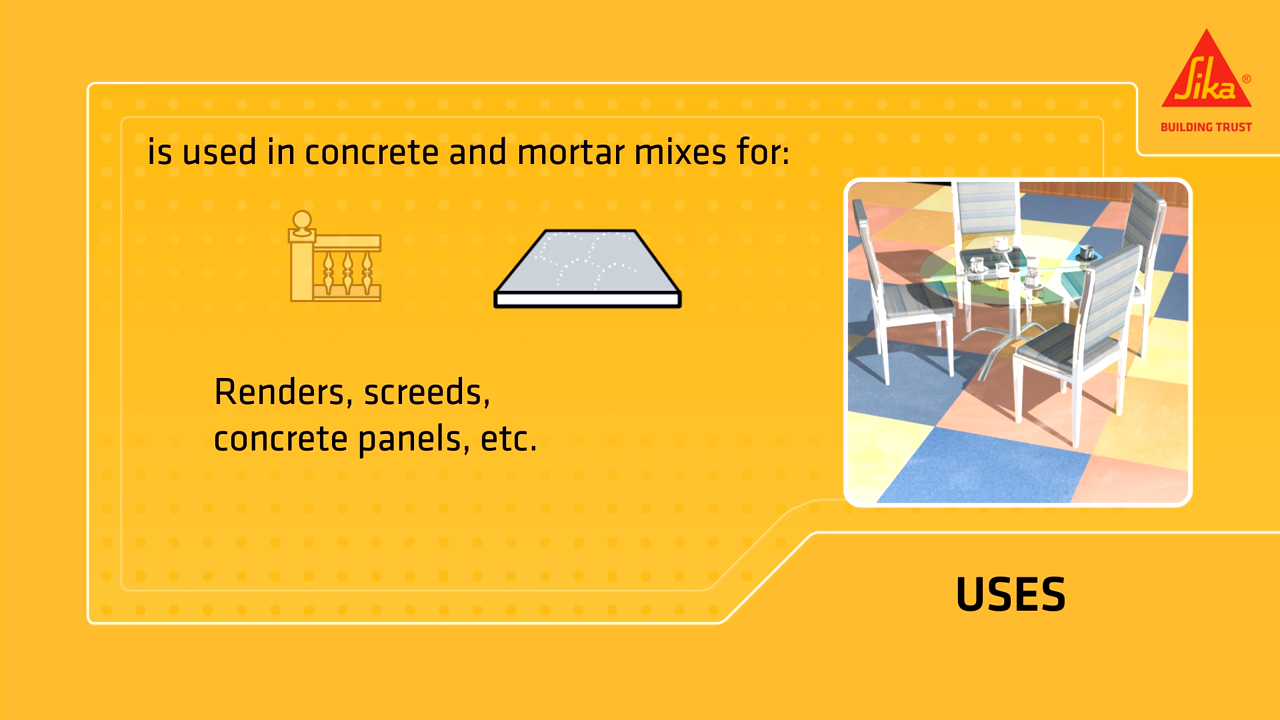 Sika®
BUILDING TRUST
is used in concrete and mortar mixes for:
Renders, screeds,
concrete panels, etc.
USES